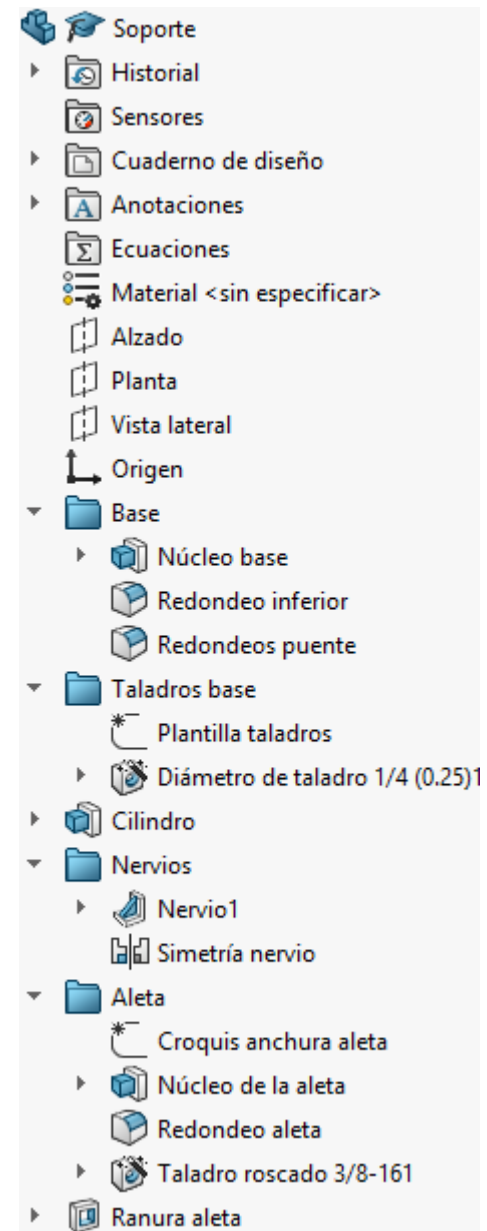 Soporte
Historial
Sensores
Cuaderno de diseño
Anotaciones
Ecuaciones
Material <sin especificar>
Alzado
Planta
Vista lateral
Origen
Base
Núcleo base
Redondeo inferior
Redondeos puente
Taladros base
Plantilla taladros
Diámetro de taladro 1/4 (0.25)1
Cilindro
Nervios
Nervio1
Simetría nervio
Aleta
Croquis anchura aleta
Núcleo de la aleta
Redondeo aleta
Taladro roscado 3/8-161
Ranura aleta